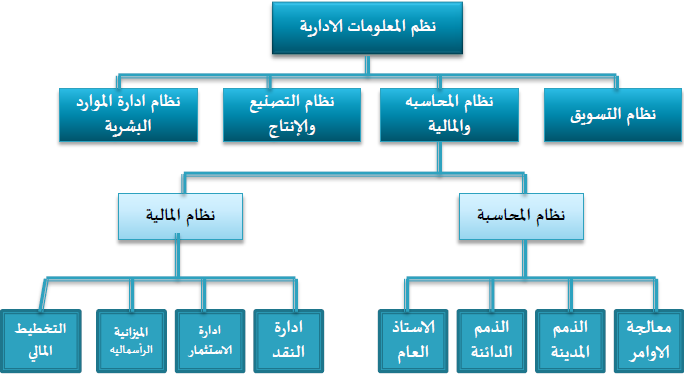 نظم المعلومات الادارية
نظام التسويق
نظام المحاسبه
والمالية
نظام التصنيع
والإنتاج
نظام ادارة الموارد
البشرية
نظام المحاسبة
نظام المالية
معالجة
الاوامر
الذمم
المدينة
الذمم
الدائنة
الاستاذ
العام
ادارة
النقد
ادارة
الاستثمار
الميزانية
الرأسماليه
التخطيط
المالي